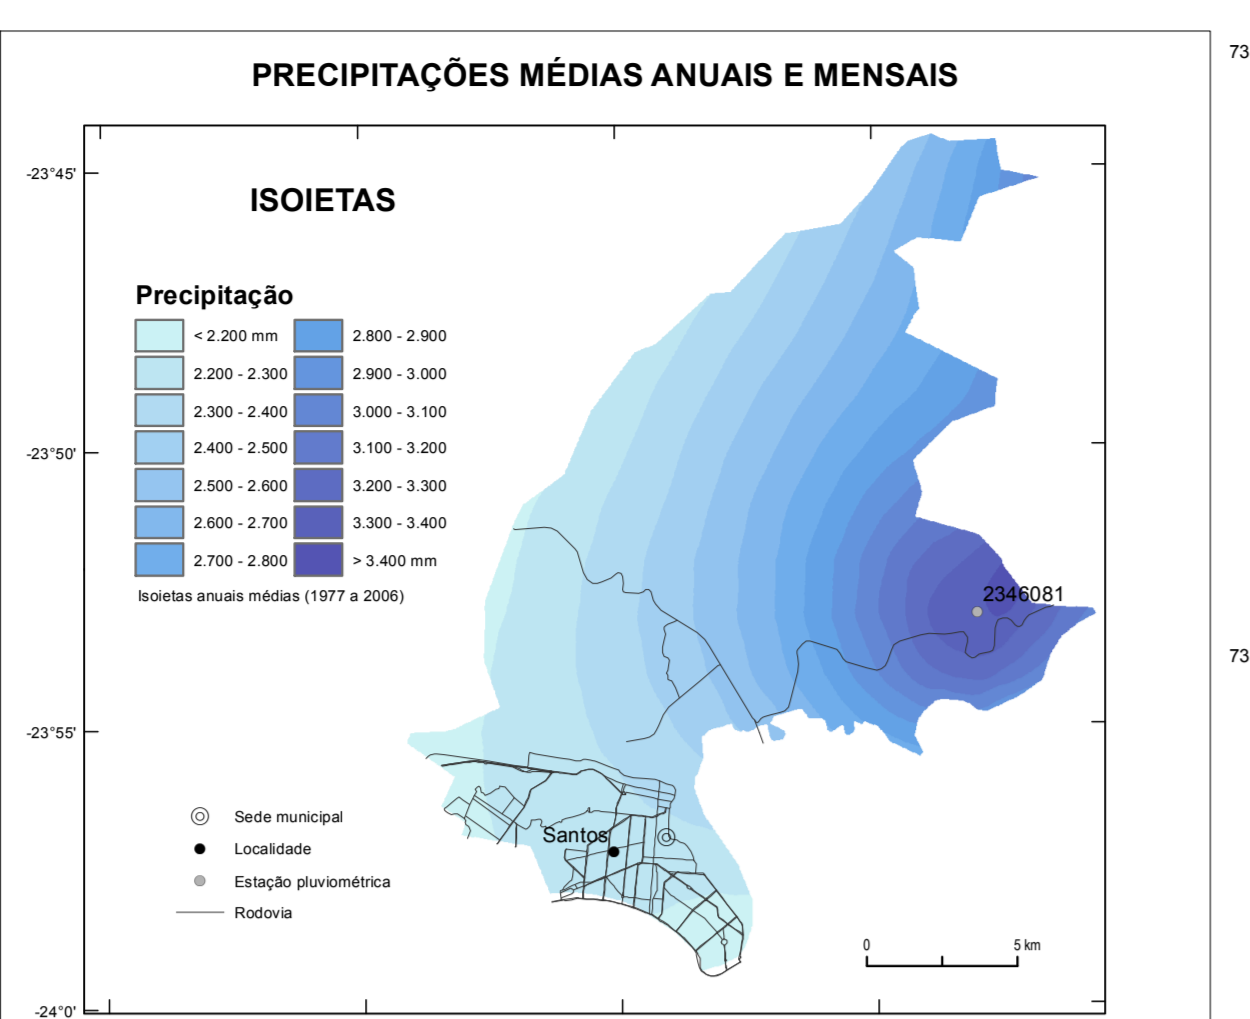 73
PRECIPITAÇÕES MÉDIAS ANUAIS E MENSAIS
-23°45'
ISOIETAS
Precipitação
< 2.200 mm
2.200 - 2.300
2.300 - 2.400
2.400 - 2.500
2.500 - 2.600
2.600 - 2.700
2.700 - 2.800
2.800 - 2.900
2.900 - 3.000
3.000 - 3.100
3.100 - 3.200
3.200 - 3.300
3.300 - 3.400
> 3.400 mm
Isoietas anuais médias (1977 a 2006)
-23°50'
2346081
73
-23°55'
Sede municipal
Localidade
Estação pluviométrica
Rodovia
Santos
0 5 km
-24°0'